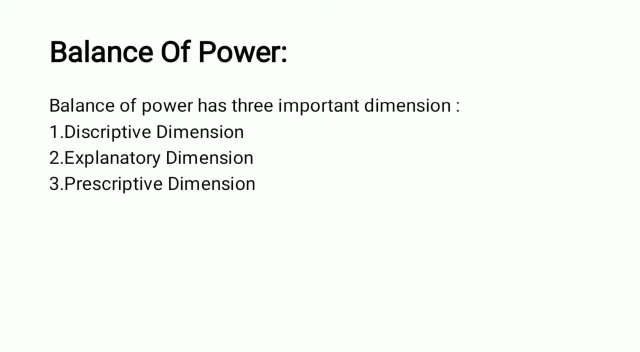 Balance Of Power:
Balance of power has three important dimension :
1.Discriptive Dimension
2.Explanatory Dimension
3.Prescriptive Dimension